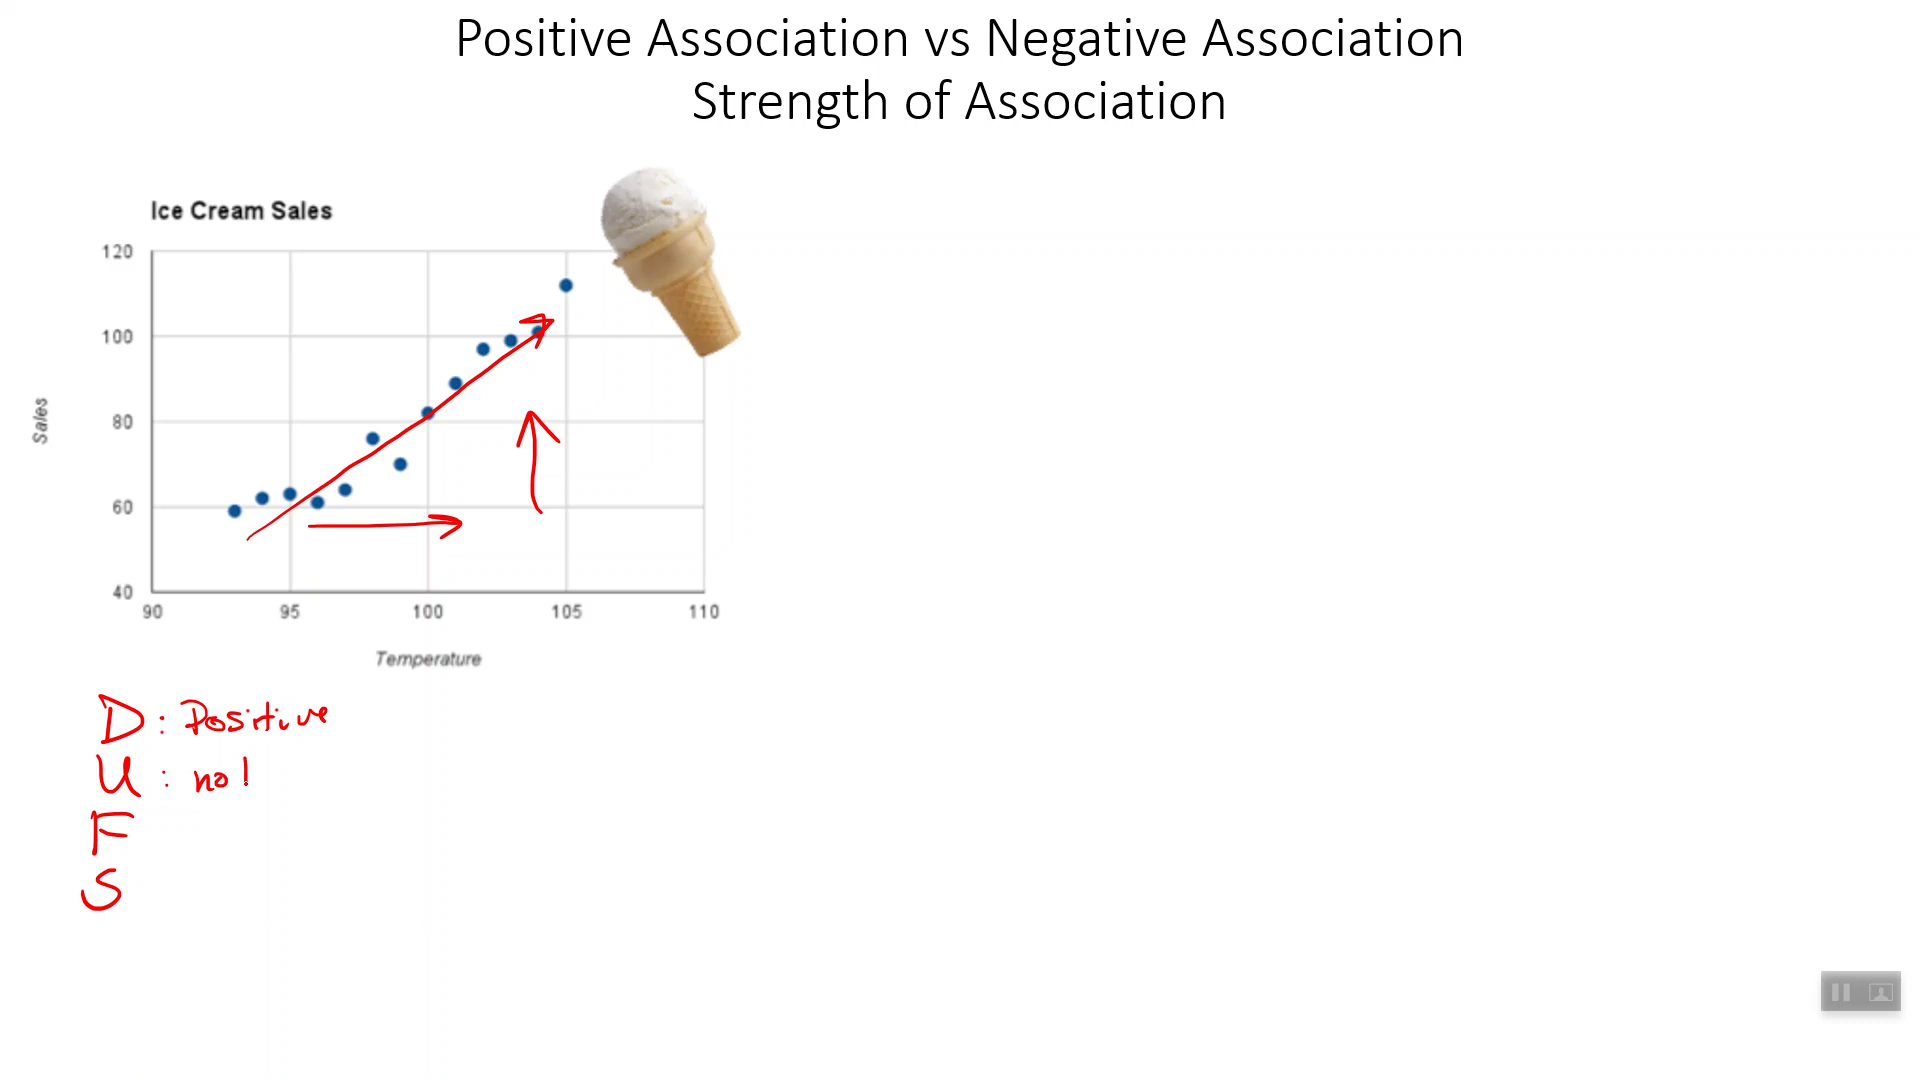 Positive Association vs Negative Association
Strength of Association
Ice Cream Sales
120
100
80
60
40
Sales
90 95 100 105 110
Temperature
D : Positive
U : no!
F
S